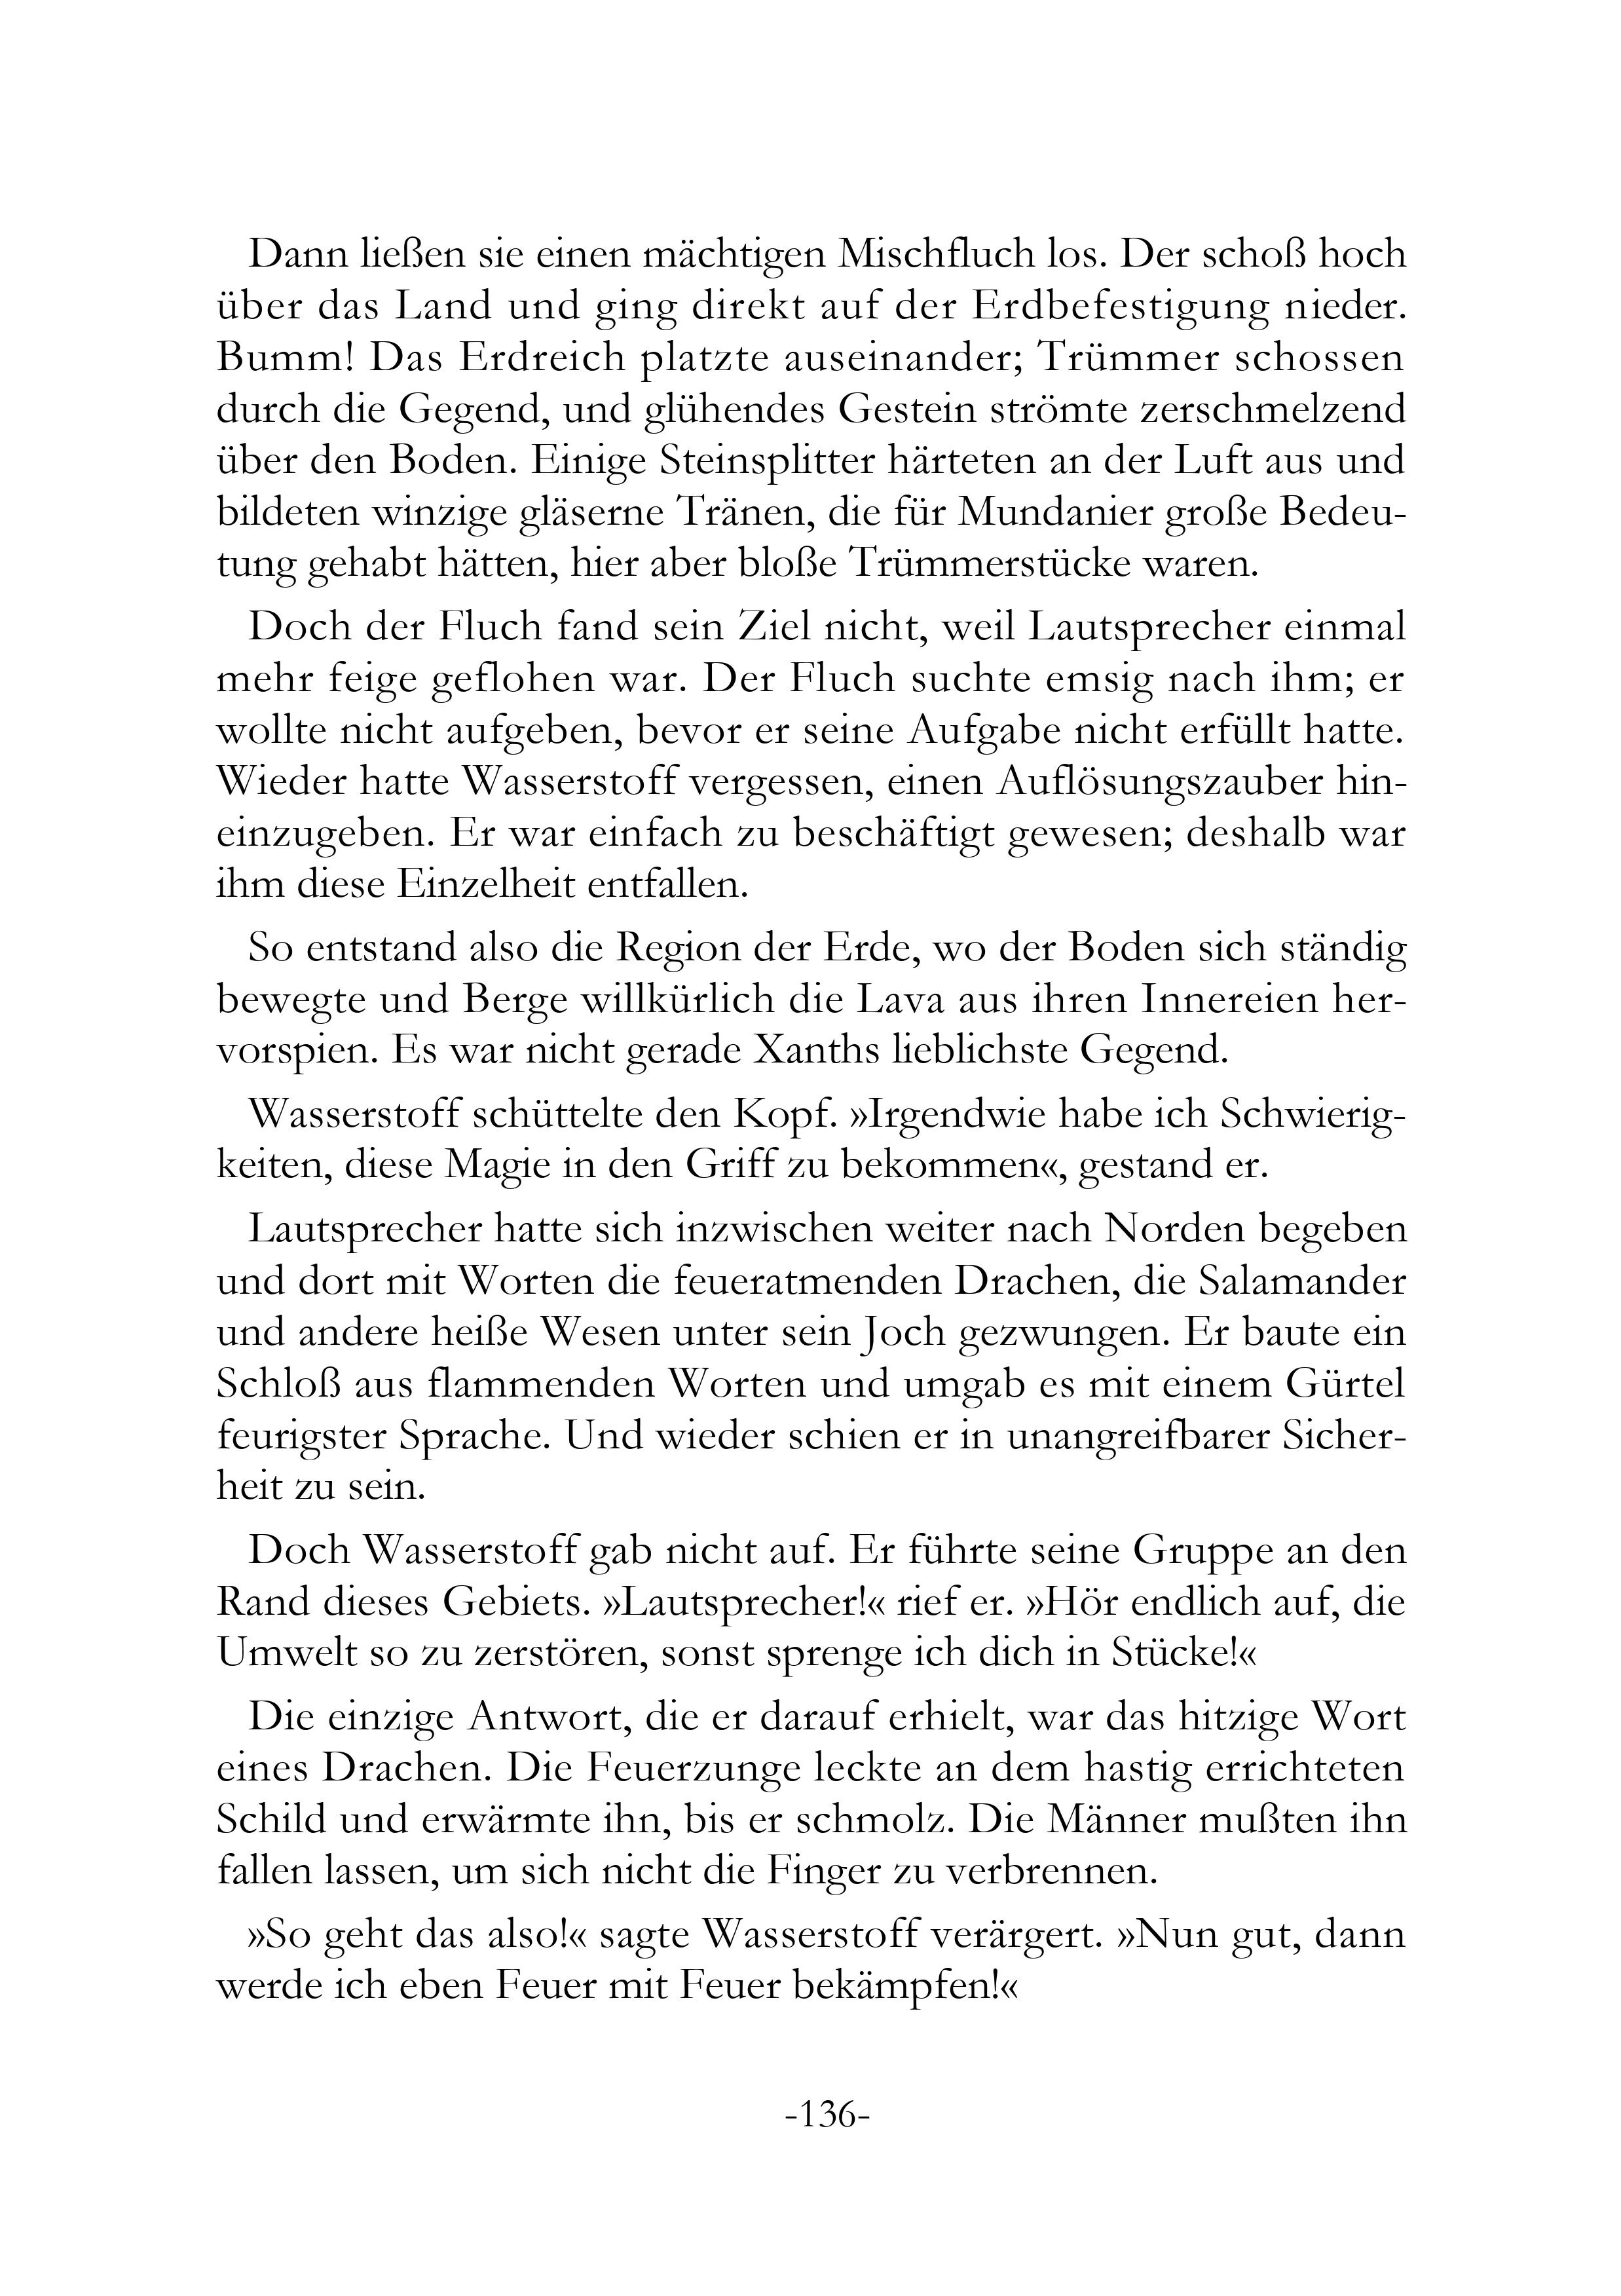 Dann ließen sie einen mächtigen Mischfluch los. Der schoß hoch
über das Land und ging direkt auf der Erdbefestigung nieder.
Bumm! Das Erdreich platzte auseinander; Trümmer schossen
durch die Gegend, und glühendes Gestein strömte zerschmelzend
über den Boden. Einige Steinsplitter härteten an der Luft aus und
bildeten winzige gläserne Tränen, die für Mundanier große Bedeu-
tung gehabt hätten, hier aber bloße Trümmerstücke waren.
Doch der Fluch fand sein Ziel nicht, weil Lautsprecher einmal
mehr feige geflohen war. Der Fluch suchte emsig nach ihm; er
wollte nicht aufgeben, bevor er seine Aufgabe nicht erfüllt hatte.
Wieder hatte Wasserstoff vergessen, einen Auflösungszauber hin-
einzugeben. Er war einfach zu beschäftigt gewesen; deshalb war
ihm diese Einzelheit entfallen.
So entstand also die Region der Erde, wo der Boden sich ständig
bewegte und Berge willkürlich die Lava aus ihren Innereien her-
vorspien. Es war nicht gerade Xanths lieblichste Gegend.
Wasserstoff schüttelte den Kopf. »Irgendwie habe ich Schwierig-
keiten, diese Magie in den Griff zu bekommen«, gestand er.
Lautsprecher hatte sich inzwischen weiter nach Norden begeben
und dort mit Worten die feueratmenden Drachen, die Salamander
und andere heiße Wesen unter sein Joch gezwungen. Er baute ein
Schloß aus flammenden Worten und umgab es mit einem Gürtel
feurigster Sprache. Und wieder schien er in unangreifbarer Sicher-
heit zu sein.
Doch Wasserstoff gab nicht auf. Er führte seine Gruppe an den
Rand dieses Gebiets. »Lautsprecher!« rief er. »Hör endlich auf, die
Umwelt so zu zerstören, sonst sprenge ich dich in Stücke!«
Die einzige Antwort, die er darauf erhielt, war das hitzige Wort
eines Drachen. Die Feuerzunge leckte an dem hastig errichteten
Schild und erwärmte ihn, bis er schmolz. Die Männer mußten ihn
fallen lassen, um sich nicht die Finger zu verbrennen.
»So geht das also!« sagte Wasserstoff verärgert. »Nun gut, dann
werde ich eben Feuer mit Feuer bekämpfen!«
-136-